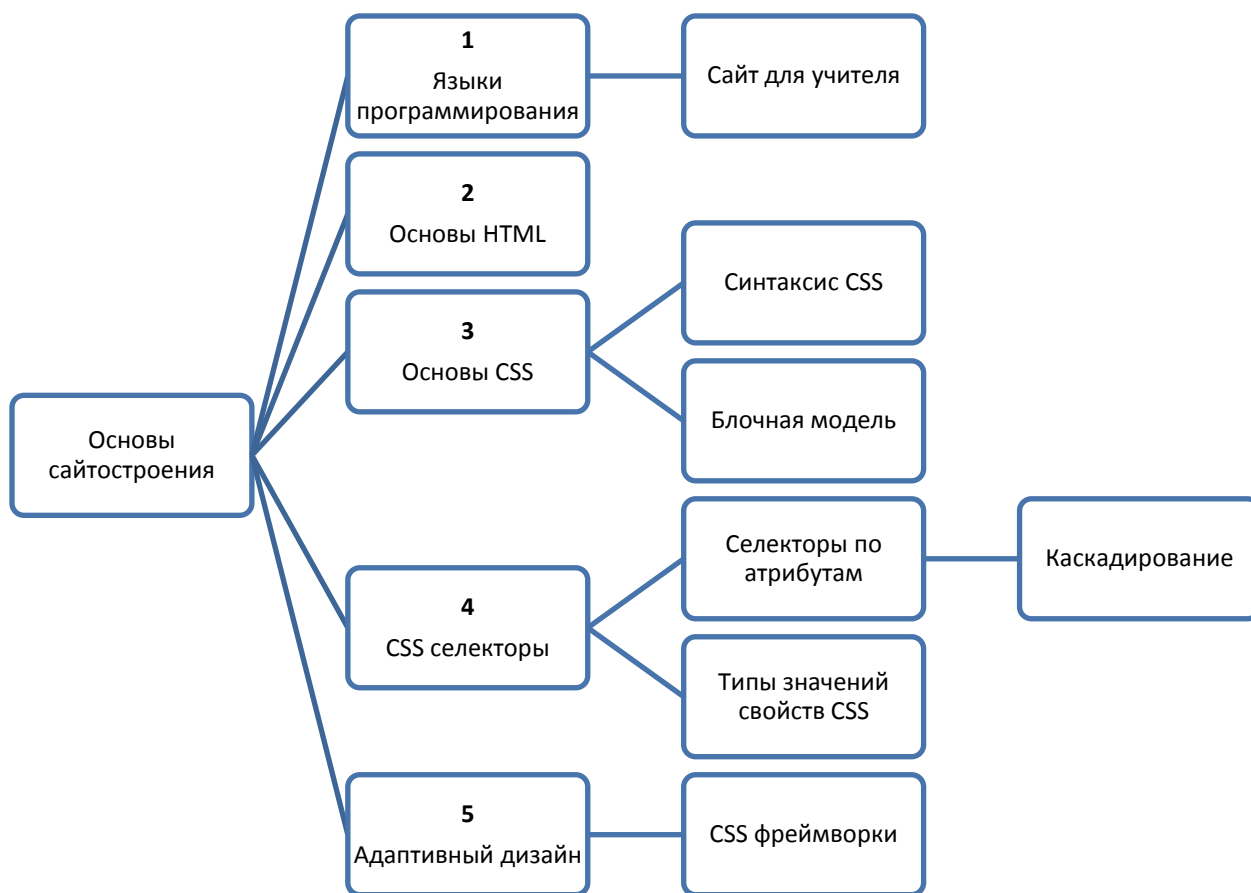 1
Языки
программирования
Сайт для учителя
2
Основы HTML
3
Основы CSS
Синтаксис CSS
Блочная модель
Основы
сайтостроения
4
CSS селекторы
Селекторы по
атрибутам
Каскадирование
Типы значений
свойств CSS
5
Адаптивный дизайн
CSS фреймворки